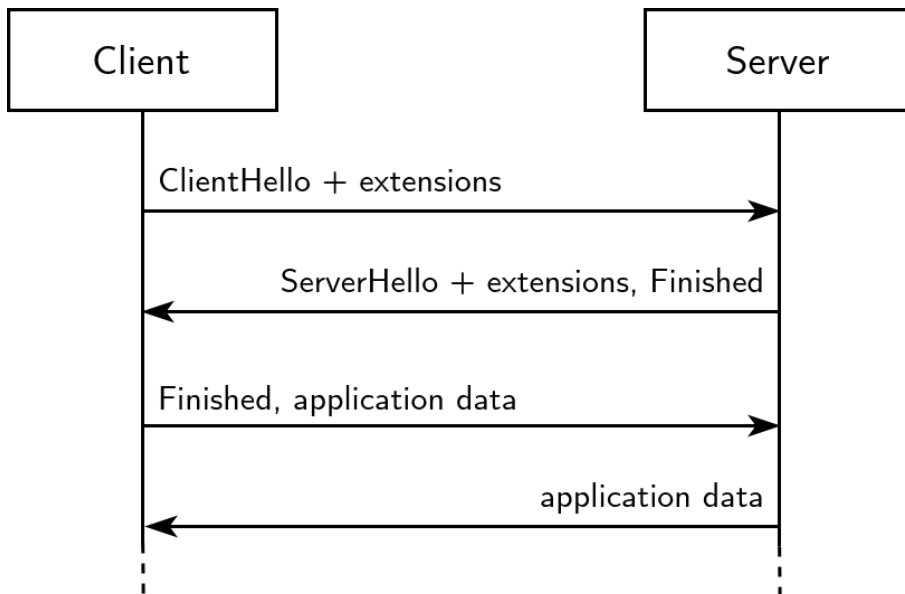 Client
Server
ClientHello + extensions
ServerHello + extensions, Finished
Finished, application data
application data